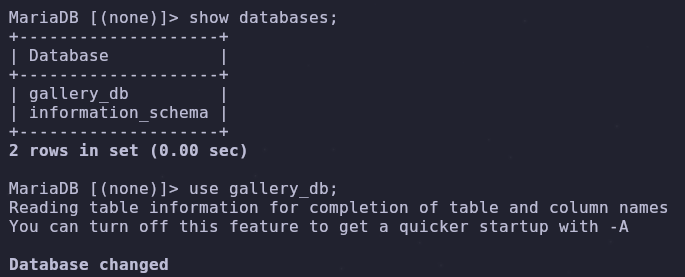 MariaDB [(none)]> show databases;
+--------------------+
| Database           |
+--------------------+
| gallery_db         |
| information_schema |
+--------------------+
2 rows in set (0.00 sec)

MariaDB [(none)]> use gallery_db;
Reading table information for completion of table and column names
You can turn off this feature to get a quicker startup with -A

Database changed